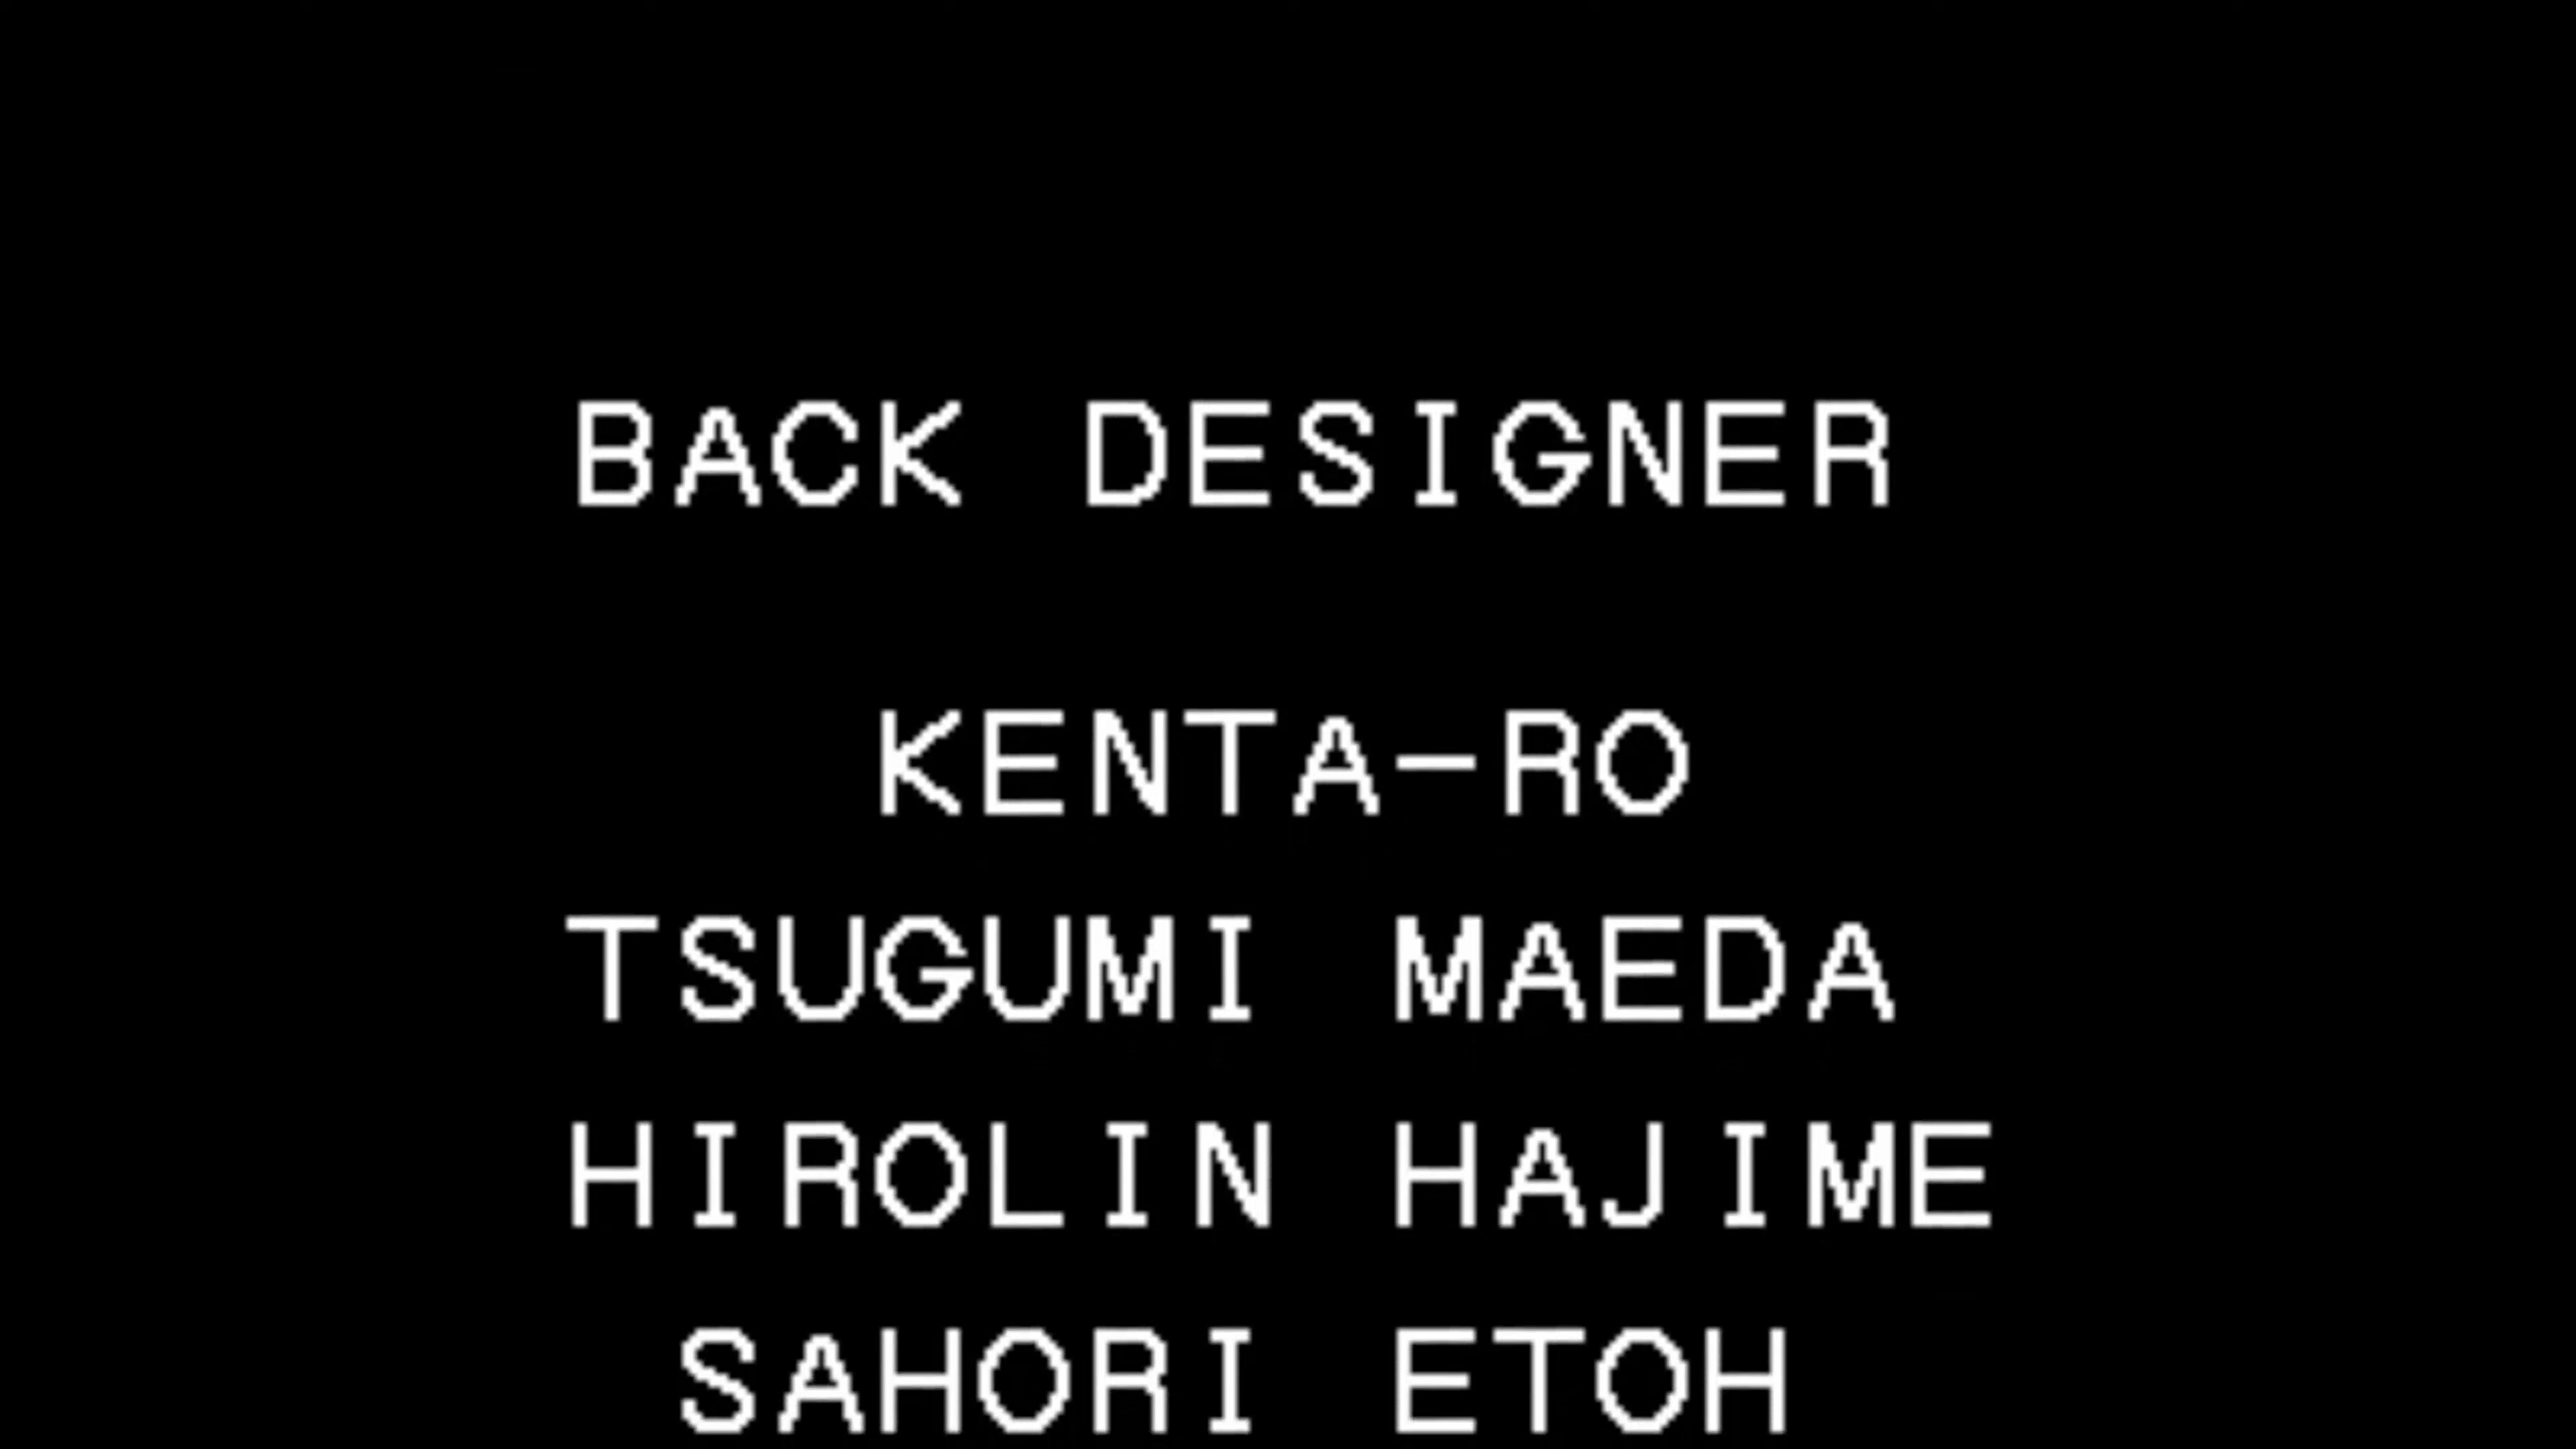 BACK DESIGNER
KENTA-RO
TSUGUMI MAEDA
HIROLIN HAJIME
SAHORI ETOH